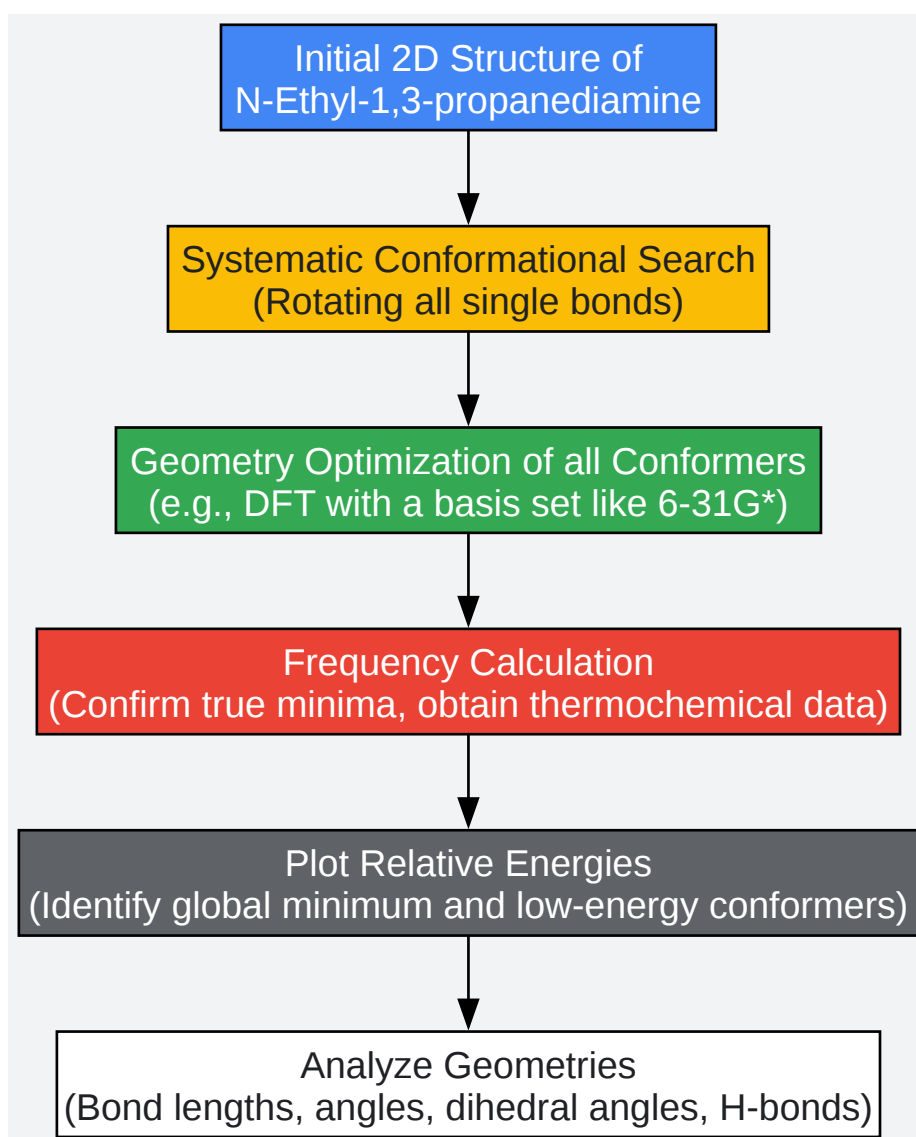 Initial 2D Structure of
N-Ethyl-1,3-propanediamine
Systematic Conformational Search
(Rotating all single bonds)
Geometry Optimization of all Conformers
(e.g., DFT with a basis set like 6-31G*)
Frequency Calculation
(Confirm true minima, obtain thermochemical data)
Plot Relative Energies
(Identify global minimum and low-energy conformers)
Analyze Geometries
(Bond lengths, angles, dihedral angles, H-bonds)